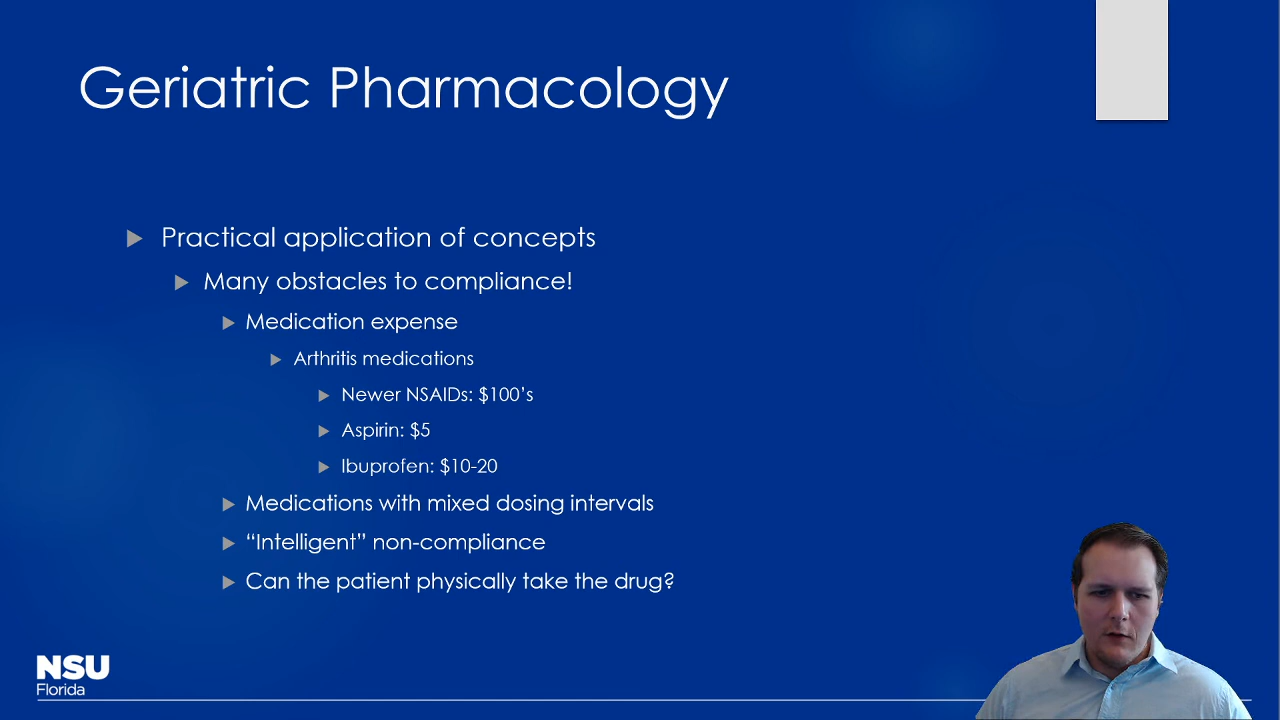 Geriatric Pharmacology
Practical application of concepts
Many obstacles to compliance!
Medication expense
Arthritis medications
Newer NSAIDs: $100’s
Aspirin: $5
Ibuprofen: $10-20
Medications with mixed dosing intervals
“Intelligent” non-compliance
Can the patient physically take the drug?
NSU
Florida